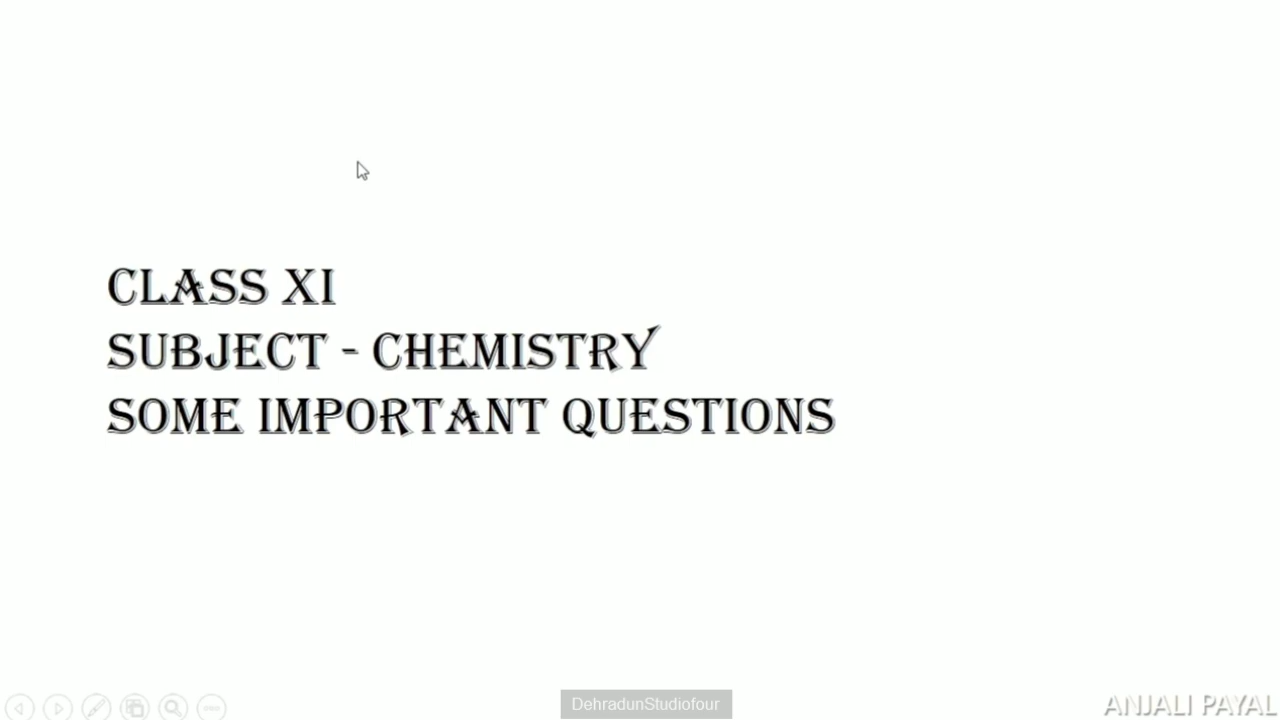 CLASS XI
SUBJECT - CHEMISTRY
SOME IMPORTANT QUESTIONS
DehradunStudiofour
ANJALI PAYAL